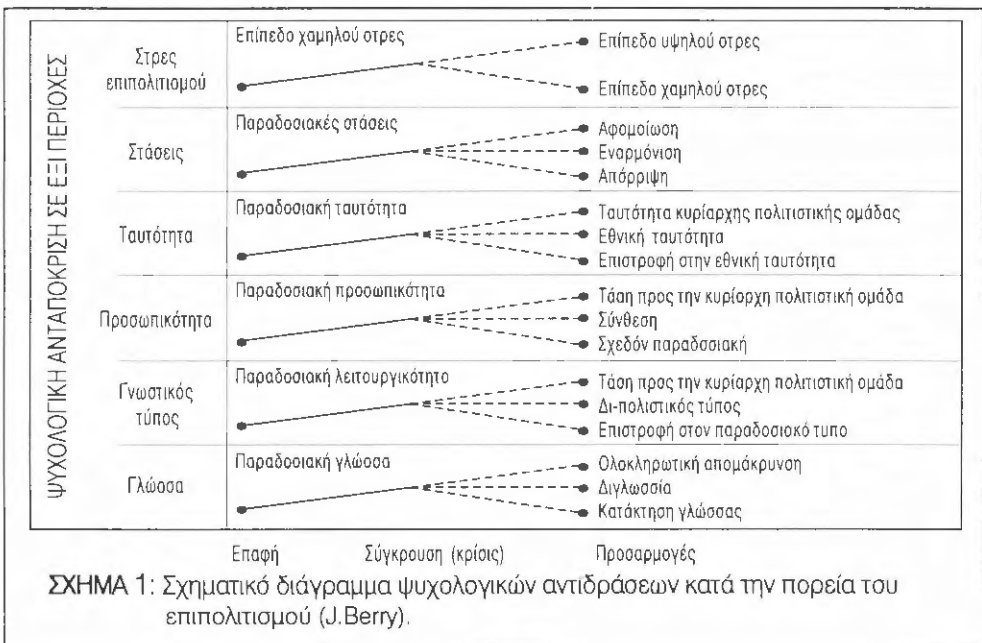 ΨΥΧΟΛΟΓΙΚΗ ΑΝΤΑΠΟΚΡΙΣΗ ΣΕ ΕΞΙ ΠΕΡΙΟΧΕΣ
Στρες
επιπολιτισμού
Επίπεδο χαμηλού στρες
Επίπεδο υψηλού στρες
Επίπεδο χαμηλού στρες
Στάσεις
Παραδοσιακές στάσεις
Αφομοίωση
Εναρμόνιση
Απόρριψη
Ταυτότητα
Παραδοσιακή ταυτότητα
Ταυτότητα κυρίαρχης πολιτιστικής ομάδας
Εθνική ταυτότητα
Επιστροφή στην εθνική ταυτότητα
Προσωπικότητα
Παραδοσιακή προσωπικότητα
Τάση προς την κυρίαρχη πολιτιστική ομάδα
Σύνθεση
Σχεδόν παραδοσιακή
Γνωστικός
τύπος
Παραδοσιακή λειτουργικότητα
Τάση προς την κυρίαρχη πολιτιστική ομάδα
Δι-πολιστικός τύπος
Επιστροφή στον παραδοσιακό τυπο
Γλώσσα
Παραδοσιακή γλώσσα
Ολοκληρωτική απομάκρυνση
Διγλωσσία
Κατάκτηση γλώσσας
Επαφή Σύγκρουση (κρίσις) Προσαρμογές
ΣΧΗΜΑ 1: Σχηματικό διάγραμμα ψυχολογικών αντιδράσεων κατά την πορεία του
επιπολιτισμού (J.Berry).